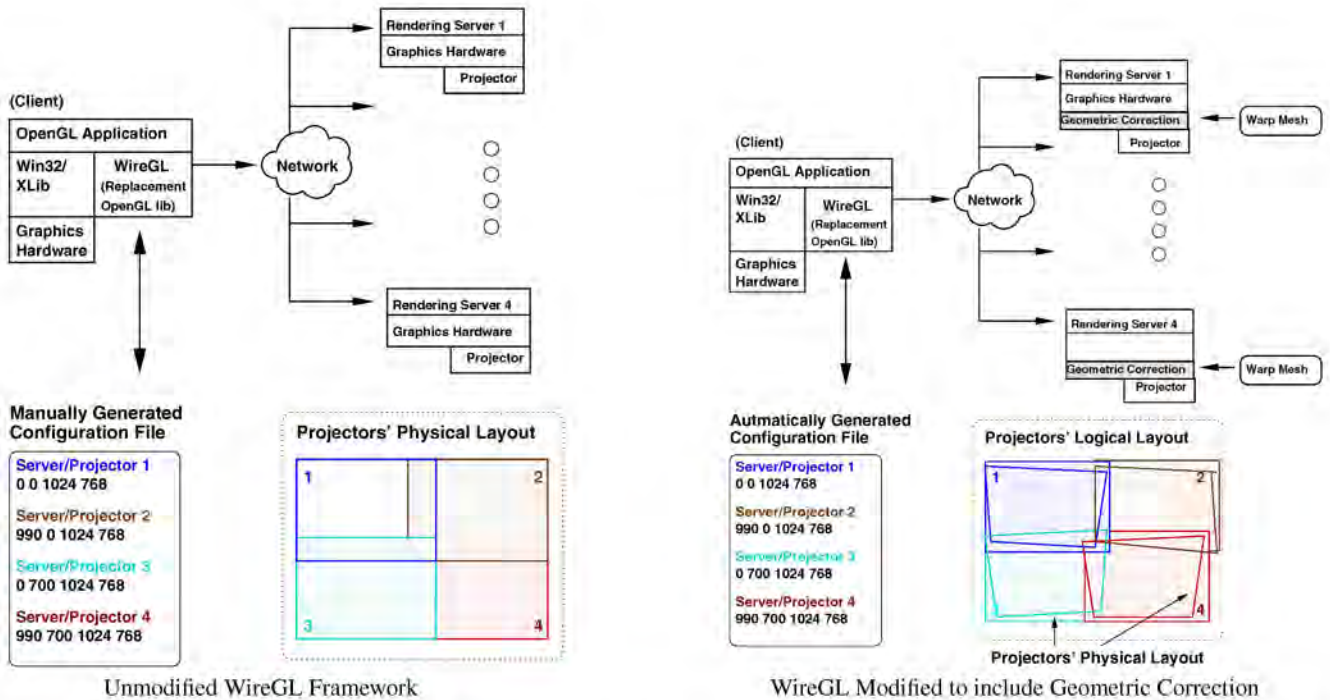 Rendering Server 1
Graphics Hardware
Projector
(Client)
OpenGL Application
Win32/
XLib
WireGL
(Replacement
OpenGL lib)
Graphics
Hardware
Network
Rendering Server 4
Graphics Hardware
Projector
Manually Generated
Configuration File
Server/Projector 1
0 0 1024 768
Server/Projector 2
990 0 1024 768
Server/Projector 3
0 700 1024 768
Server/Projector 4
990 700 1024 768
Projectors' Physical Layout
1
2
3
4
Unmodified WireGL Framework
Rendering Server 1
Graphics Hardware
Geometric Correction
Projector
Warp Mesh
(Client)
OpenGL Application
Win32/
XLib
WireGL
(Replacement
OpenGL lib)
Graphics
Hardware
Network
Rendering Server 4
Geometric Correction
Projector
Warp Mesh
Autmatically Generated
Configuration File
Server/Projector 1
0 0 1024 768
Server/Projector 2
990 0 1024 768
Server/Projector 3
0 700 1024 768
Server/Projector 4
990 700 1024 768
Projectors' Logical Layout
1
2
4
Projectors' Physical Layout
WireGL Modified to include Geometric Correction